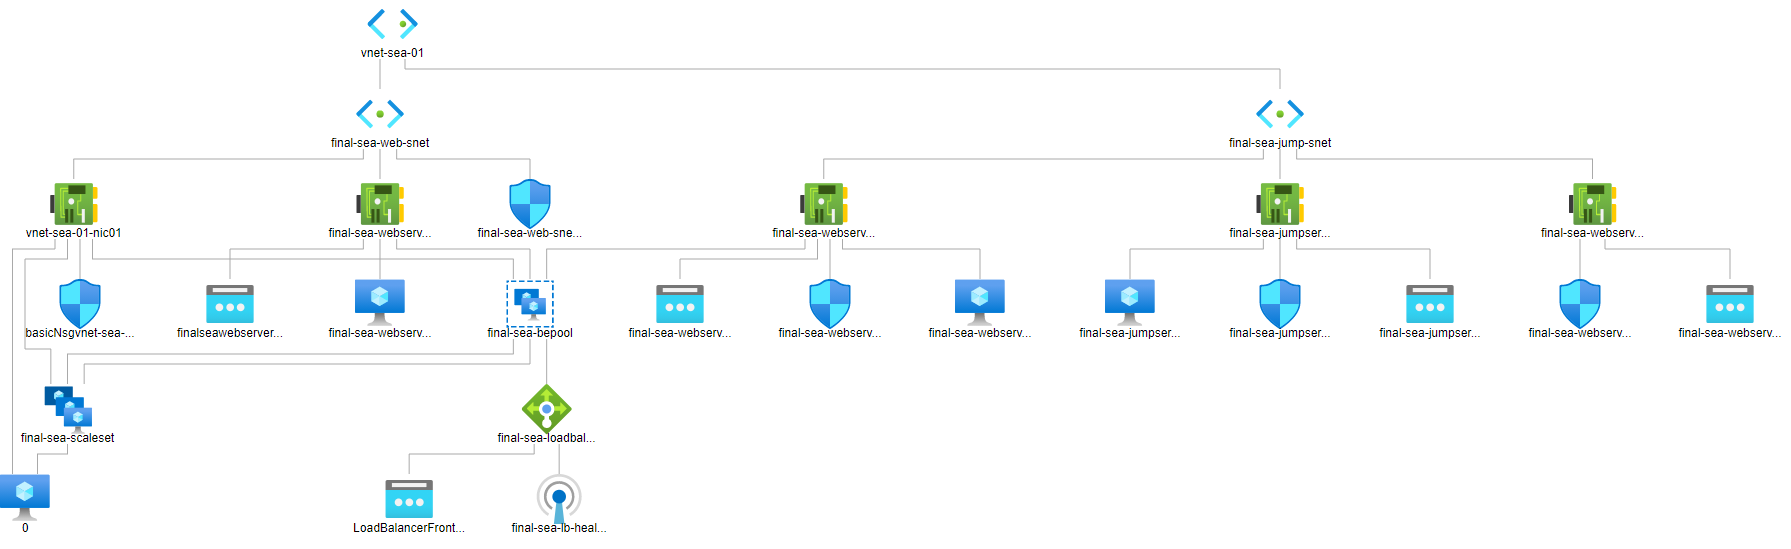 vnet-sea-01
final-sea-web-snet
final-sea-jump-snet
vnet-sea-01-nic01
final-sea-webserv...
final-sea-web-sne...
final-sea-webserv...
final-sea-jumpser...
final-sea-webserv...
basicNsgvnet-sea-...
finalseawebserver...
final-sea-webserv...
final-sea-bepool
final-sea-webserv...
final-sea-webserv...
final-sea-webserv...
final-sea-jumpser...
final-sea-jumpser...
final-sea-jumpser...
final-sea-webserv...
final-sea-webserv...
final-sea-scaleset
final-sea-loadbal...
0
LoadBalancerFront...
final-sea-lb-heal...